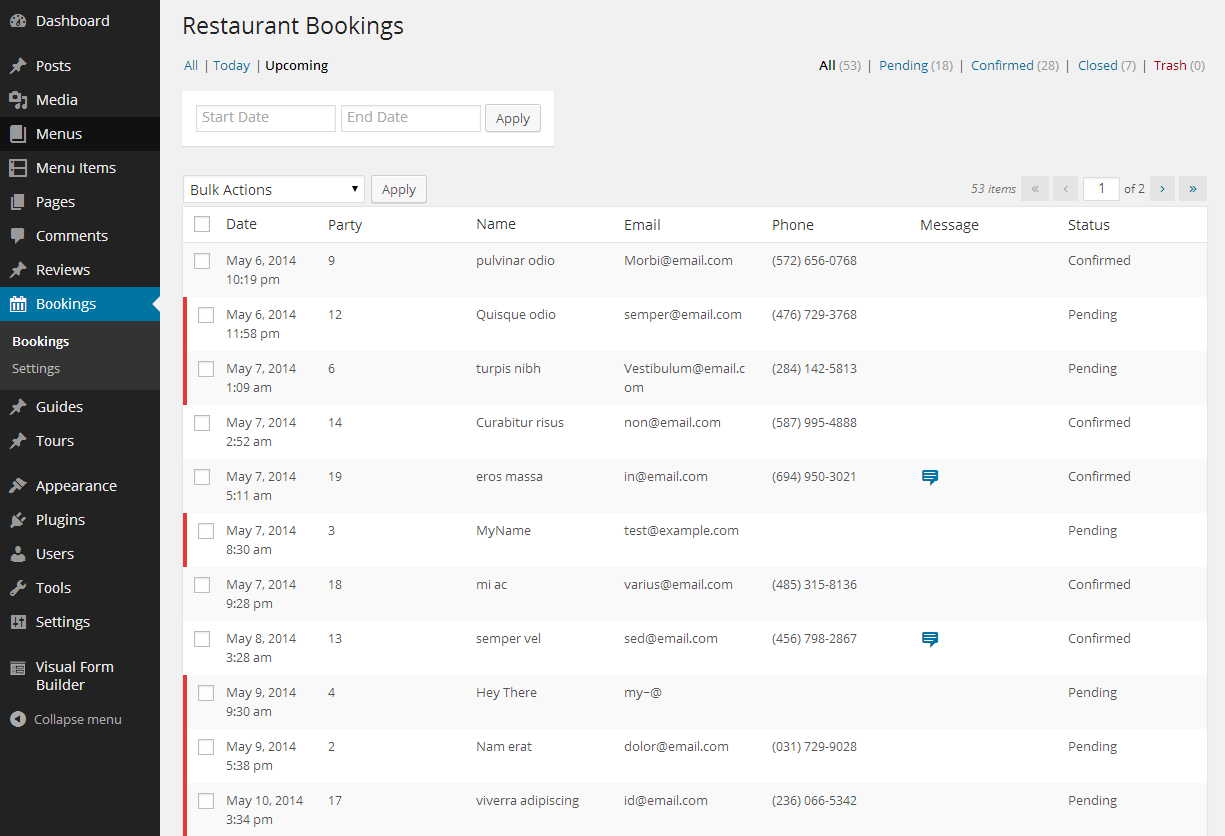 Dashboard
Posts
Media
Menus
Menu Items
Pages
Comments
Reviews
Bookings
Bookings
Settings
Guides
Tours
Appearance
Plugins
Users
Tools
Settings
Visual Form
Builder
Collapse menu
Restaurant Bookings
All | Today | Upcoming
All (53) | Pending (18) | Confirmed (28) | Closed (7) | Trash (0)
Start Date End Date Apply
Bulk Actions Apply
53 items « ‹ 1 of 2 › »
Date Party Name Email Phone Message Status
May 6, 2014 9 pulvinar odio Morbi@email.com (572) 656-0768 Confirmed
10:19 pm
May 6, 2014 12 Quisque odio semper@email.com (476) 729-3768 Pending
11:58 pm
May 7, 2014 6 turpis nibh Vestibulum@email.c (284) 142-5813 Pending
1:09 am om
May 7, 2014 14 Curabitur risus non@email.com (587) 995-4888 Confirmed
2:52 am
May 7, 2014 19 eros massa in@email.com (694) 950-3021 Confirmed
5:11 am
May 7, 2014 3 MyName test@example.com Pending
8:30 am
May 7, 2014 18 mi ac varius@email.com (485) 315-8136 Confirmed
9:28 pm
May 8, 2014 13 semper vel sed@email.com (456) 798-2867 Confirmed
3:28 am
May 9, 2014 4 Hey There my~@ Pending
9:30 am
May 9, 2014 2 Nam erat dolor@email.com (031) 729-9028 Pending
5:38 pm
May 10, 2014 17 viverra adipiscing id@email.com (236) 066-5342 Pending
3:34 pm